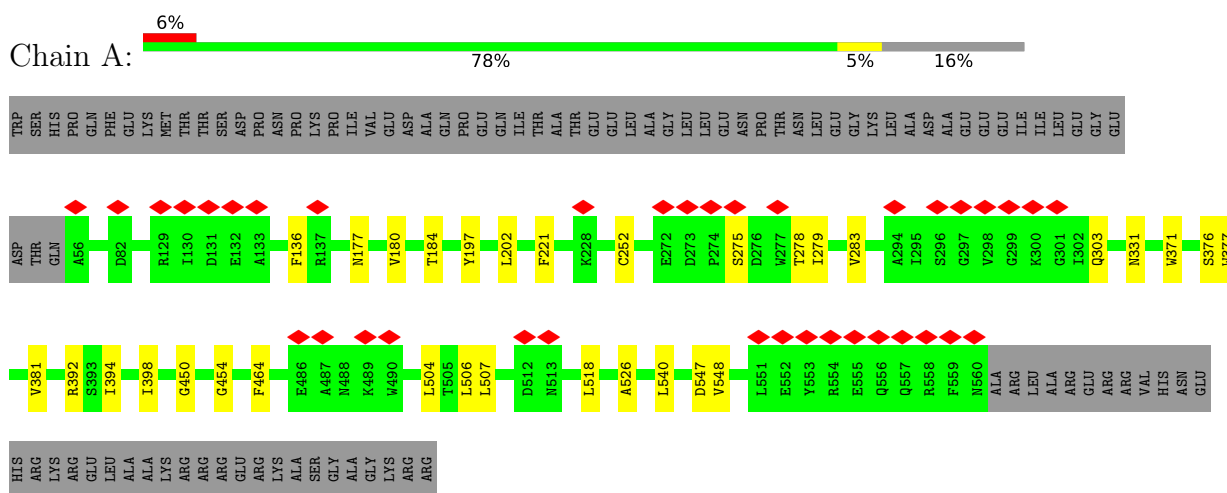 6%
Chain A:
78% 5% 16%
TRP SER HIS PRO GLN PHE GLU LYS MET THR THR SER ASP PRO ASN PRO LYS PRO ILE VAL GLU ASP ALA GLN PRO GLU GLN ILE THR ALA THR GLU GLU LEU ALA GLY LEU LEU GLU ASN PRO THR ASN LEU GLU GLY LYS LEU ALA ASP ALA GLU GLU GLU ILE ILE LEU GLU GLY GLU
ASP THR GLN A56 D82 R129 I130 D131 E132 A133 F136 R137 N177 V180 T184 Y197 L202 F221 K228 C252 E272 D273 P274 S275 D276 W277 T278 I279 V283 A294 I295 S296 G297 V298 G299 K300 G301 I302 Q303 N331 W371 S376
V381 R392 S393 I394 I398 G450 G454 F464 E486 A487 N488 K489 W490 L504 T505 L506 L507 D512 N513 L518 A526 L540 D547 V548 L551 E552 Y553 R554 E555 Q556 Q557 R558 F559 N560 ALA ARG LEU ALA ARG GLU ARG ARG VAL HIS ASN GLU
HIS ARG LYS ARG GLU LEU ALA ALA LYS ARG ARG ARG GLU ARG LYS ALA SER GLY ALA GLY LYS ARG ARG